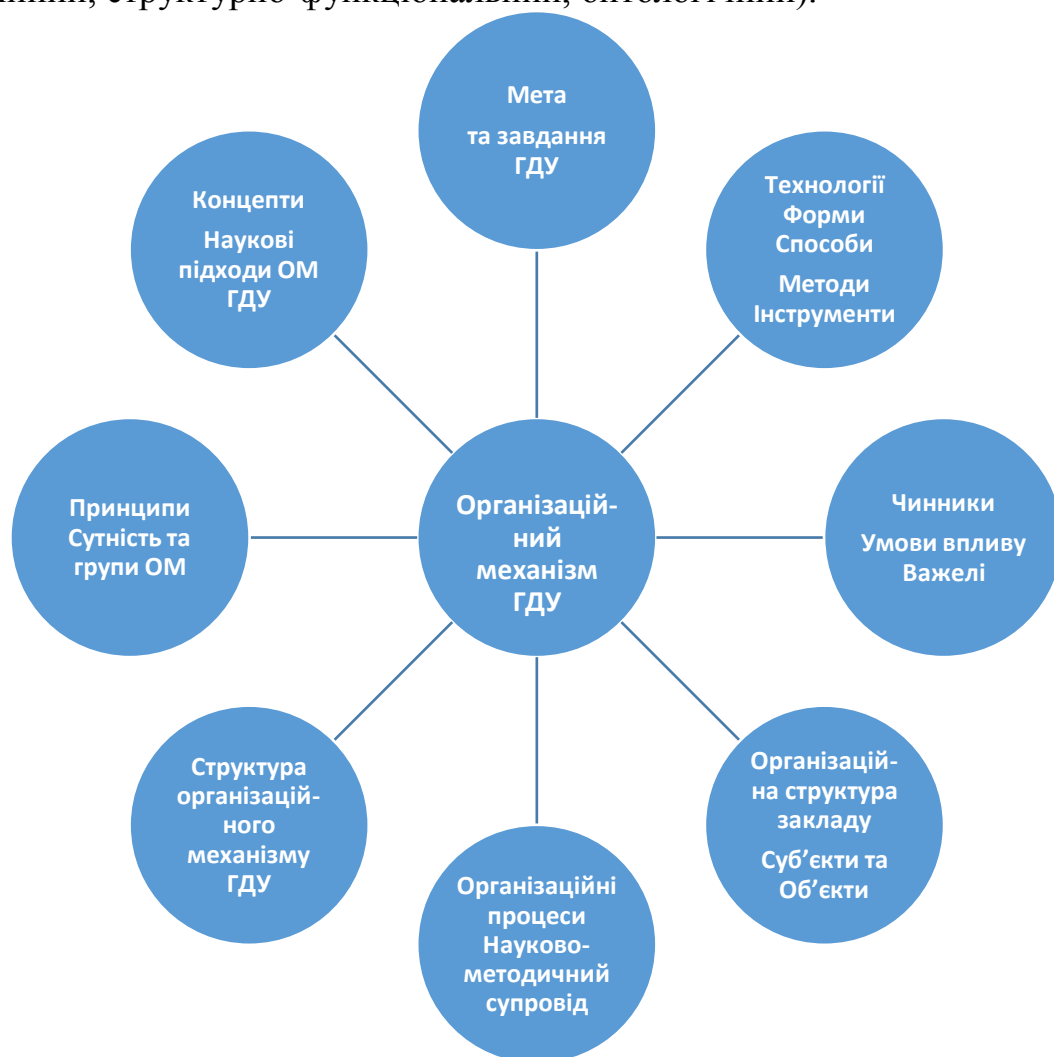 структурно-функціональний, онтологічний).
Мета
та завдання
ГДУ
Технології
Форми
Способи
Методи
Інструменти
Чинники
Умови впливу
Важелі
Організацій-
на структура
закладу
Суб’єкти та
Об’єкти
Організаційні
процеси
Науково-
методичний
супровід
Структура
організацій-
ного
механізму
ГДУ
Принципи
Сутність та
групи ОМ
Концепти
Наукові
підходи ОМ
ГДУ
Організацій-
ний
механізм
ГДУ